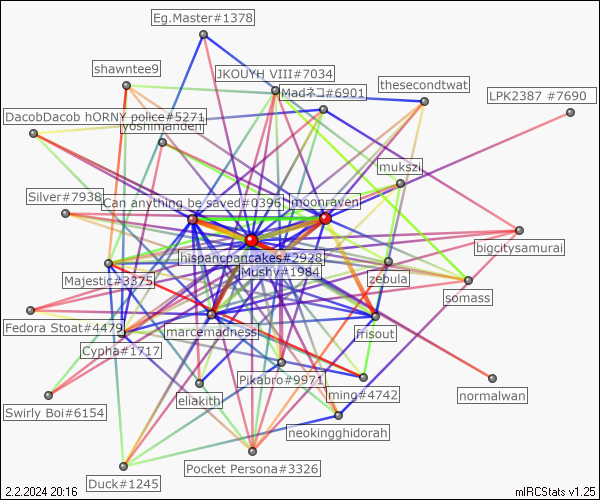 Eg.Master#1378
shawntee9
JKOUYH VIII#7034
thesecondtwat
Madネコ#6901
LPK2387 #7690
DacobDacob hORNY police#5271
yoshimanden
mukszi
Silver#7938
Can anything be saved#0396
moonraven
bigcitysamurai
hispancpancakes#2928
Mushy#1984
zebula
Majestic#3375
somass
Fedora Stoat#4479
marcemadness
frisout
Cypha#1717
Pikabro#9971
ming#4742
normalwan
eliakith
Swirly Boi#6154
neokingghidorah
Pocket Persona#3326
Duck#1245
2.2.2024 20:16
mIRCStats v1.25